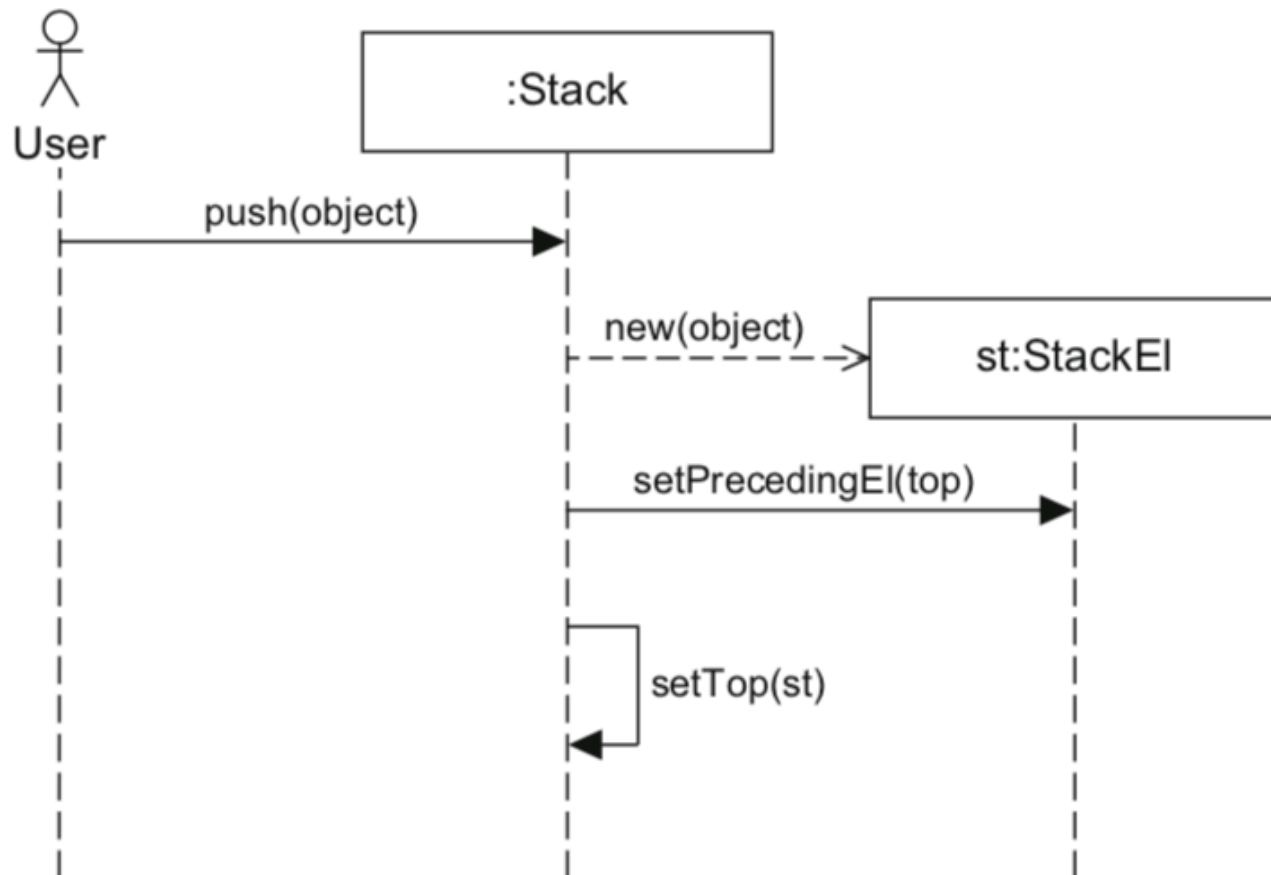 :Stack
User
push(object)
new(object)
st:StackEl
setPrecedingEl(top)
setTop(st)